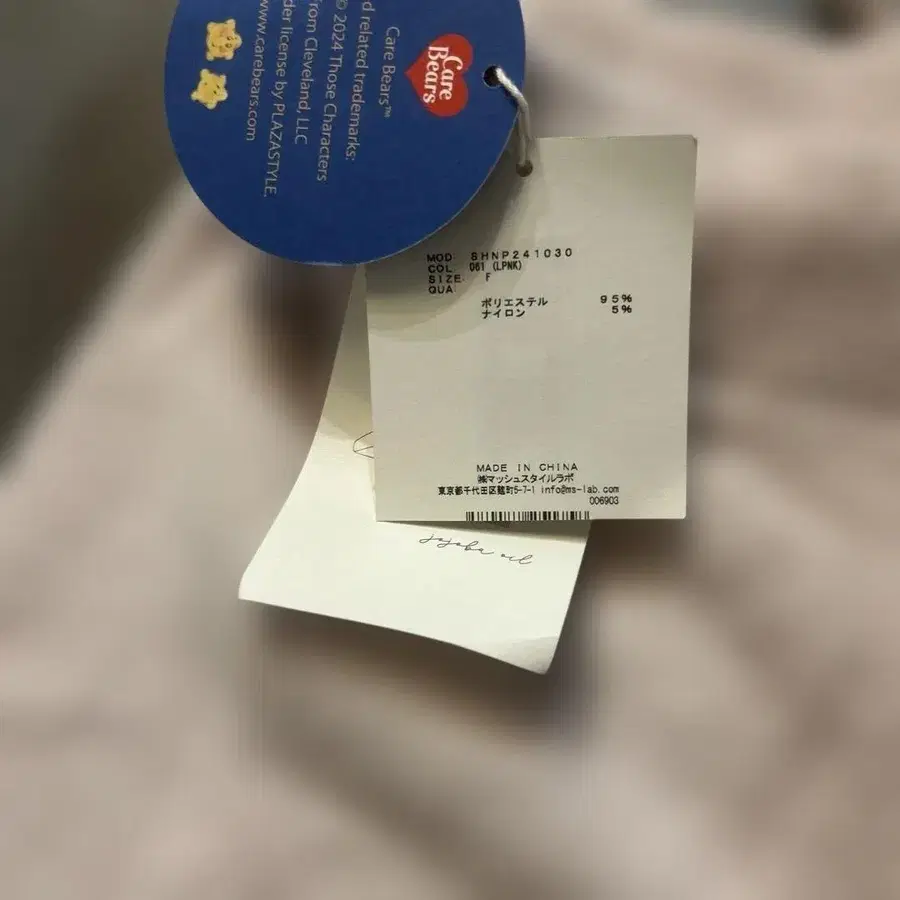 Care
Bears
Care Bears™
d related trademarks:
© 2024 Those Characters
From Cleveland, LLC
der license by PLAZASTYLE.
www.carebears.com
MOD: SHNP241030
COL 061 (LPNK)
SIZE: F
QUA
ポリエステル 95%
ナイロン 5%
MADE IN CHINA
㈱マッシュスタイルラボ
東京都千代田区麹町5-7-1 info@ms-lab.com
006903
jojoba oil